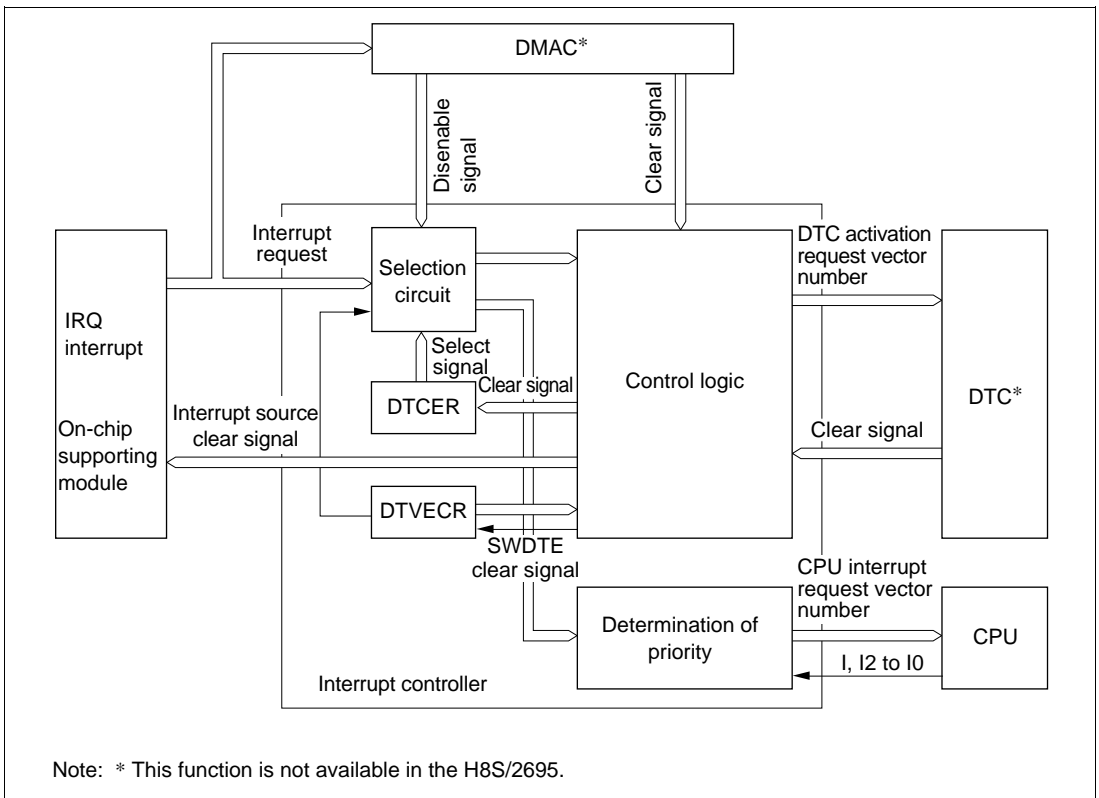 DMAC*
Disenable
signal
Clear signal
Interrupt
request
Selection
circuit
DTC activation
request vector
number
IRQ
interrupt
Select
signal
Clear signal
Control logic
DTC*
DTCER
Interrupt source
clear signal
On-chip
supporting
module
Clear signal
DTVECR
SWDTE
clear signal
CPU interrupt
request vector
number
Determination of
priority
CPU
I, I2 to I0
Interrupt controller
Note: * This function is not available in the H8S/2695.